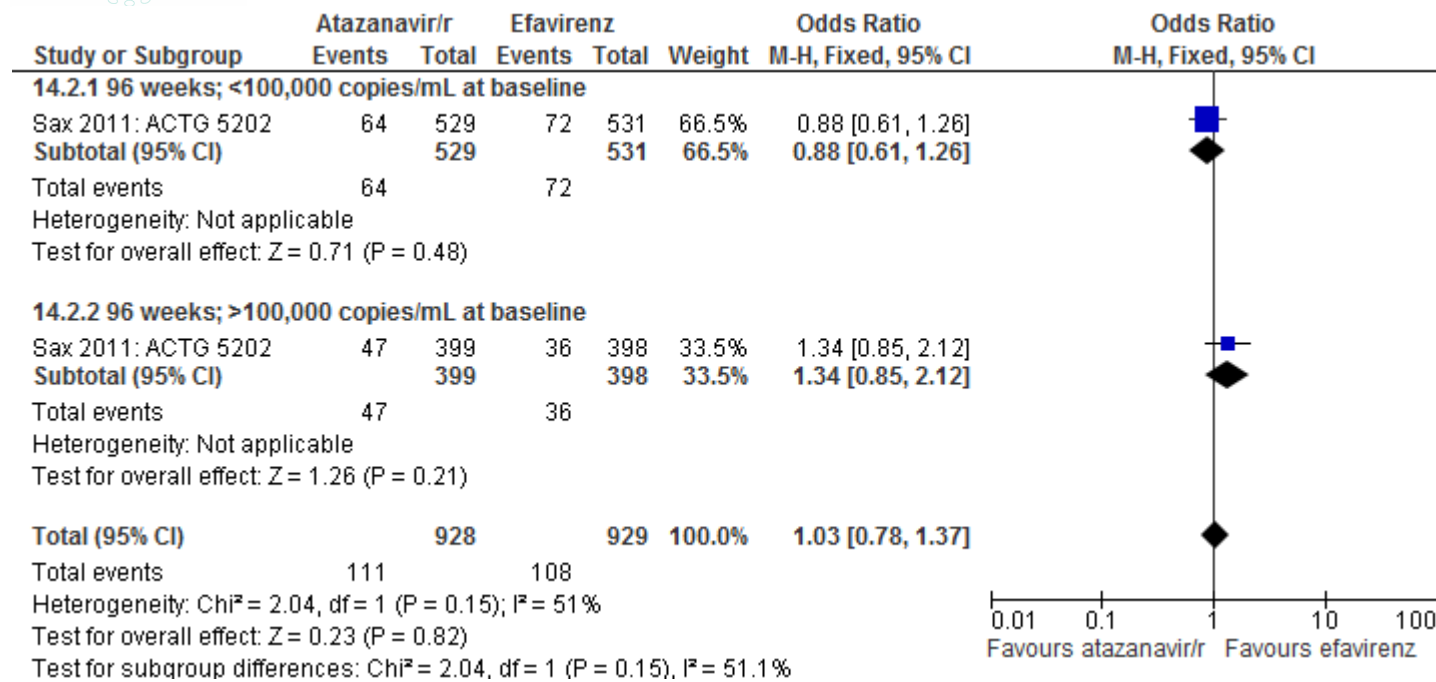 Atazanavir/r Efavirenz Odds Ratio Odds Ratio
Study or Subgroup Events Total Events Total Weight M-H, Fixed, 95% CI M-H, Fixed, 95% CI
14.2.1 96 weeks; <100,000 copies/mL at baseline
Sax 2011: ACTG 5202 64 529 72 531 66.5% 0.88 [0.61, 1.26]
Subtotal (95% CI) 529 531 66.5% 0.88 [0.61, 1.26]
Total events 64 72
Heterogeneity: Not applicable
Test for overall effect: Z = 0.71 (P = 0.48)
14.2.2 96 weeks; >100,000 copies/mL at baseline
Sax 2011: ACTG 5202 47 399 36 398 33.5% 1.34 [0.85, 2.12]
Subtotal (95% CI) 399 398 33.5% 1.34 [0.85, 2.12]
Total events 47 36
Heterogeneity: Not applicable
Test for overall effect: Z = 1.26 (P = 0.21)
Total (95% CI) 928 929 100.0% 1.03 [0.78, 1.37]
Total events 111 108
Heterogeneity: Chi² = 2.04, df = 1 (P = 0.15); I² = 51%
Test for overall effect: Z = 0.23 (P = 0.82)
Test for subgroup differences: Chi² = 2.04, df = 1 (P = 0.15), I² = 51.1%
0.01 0.1 1 10 100
Favours atazanavir/r Favours efavirenz